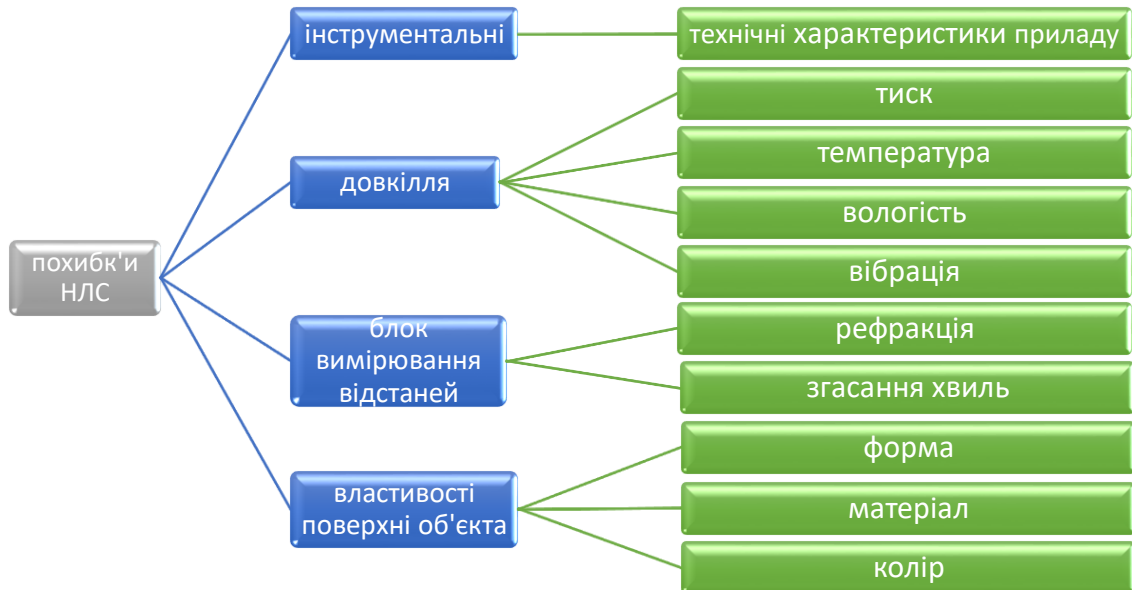 інструментальні
технічні характеристики приладу
тиск
довкілля
температура
вологість
вібрація
похибк'и
НЛС
блок
вимірювання
відстаней
рефракція
згасання хвиль
властивості
поверхні об'єкта
форма
матеріал
колір